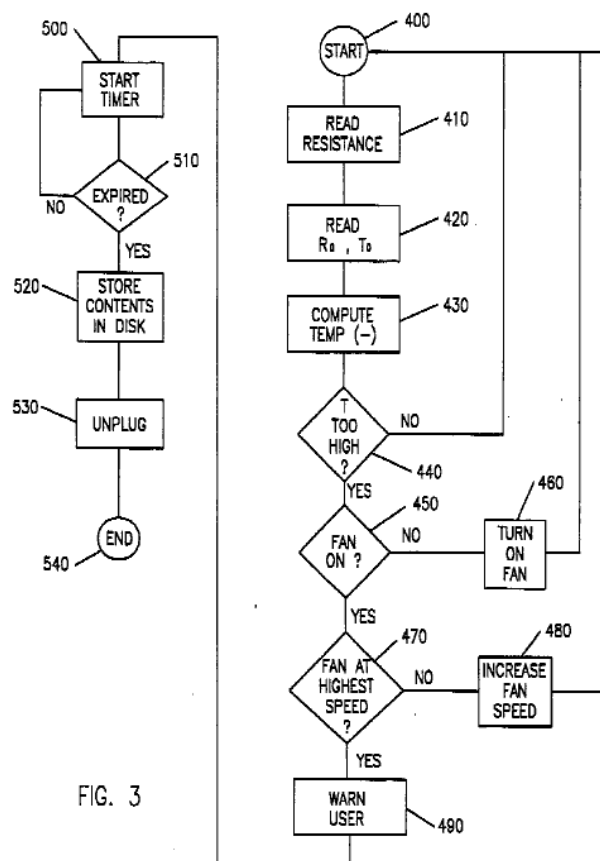 500
START
TIMER
510
EXPIRED
?
NO
YES
520
STORE
CONTENTS
IN DISK
530
UNPLUG
END
540
FIG. 3
START
400
READ
RESISTANCE
410
READ
R₀ , T₀
420
COMPUTE
TEMP (—)
430
T
TOO
HIGH
?
NO
440
YES
450
FAN
ON ?
NO
460
TURN
ON
FAN
YES
470
FAN AT
HIGHEST
SPEED
?
NO
480
INCREASE
FAN
SPEED
YES
WARN
USER
490